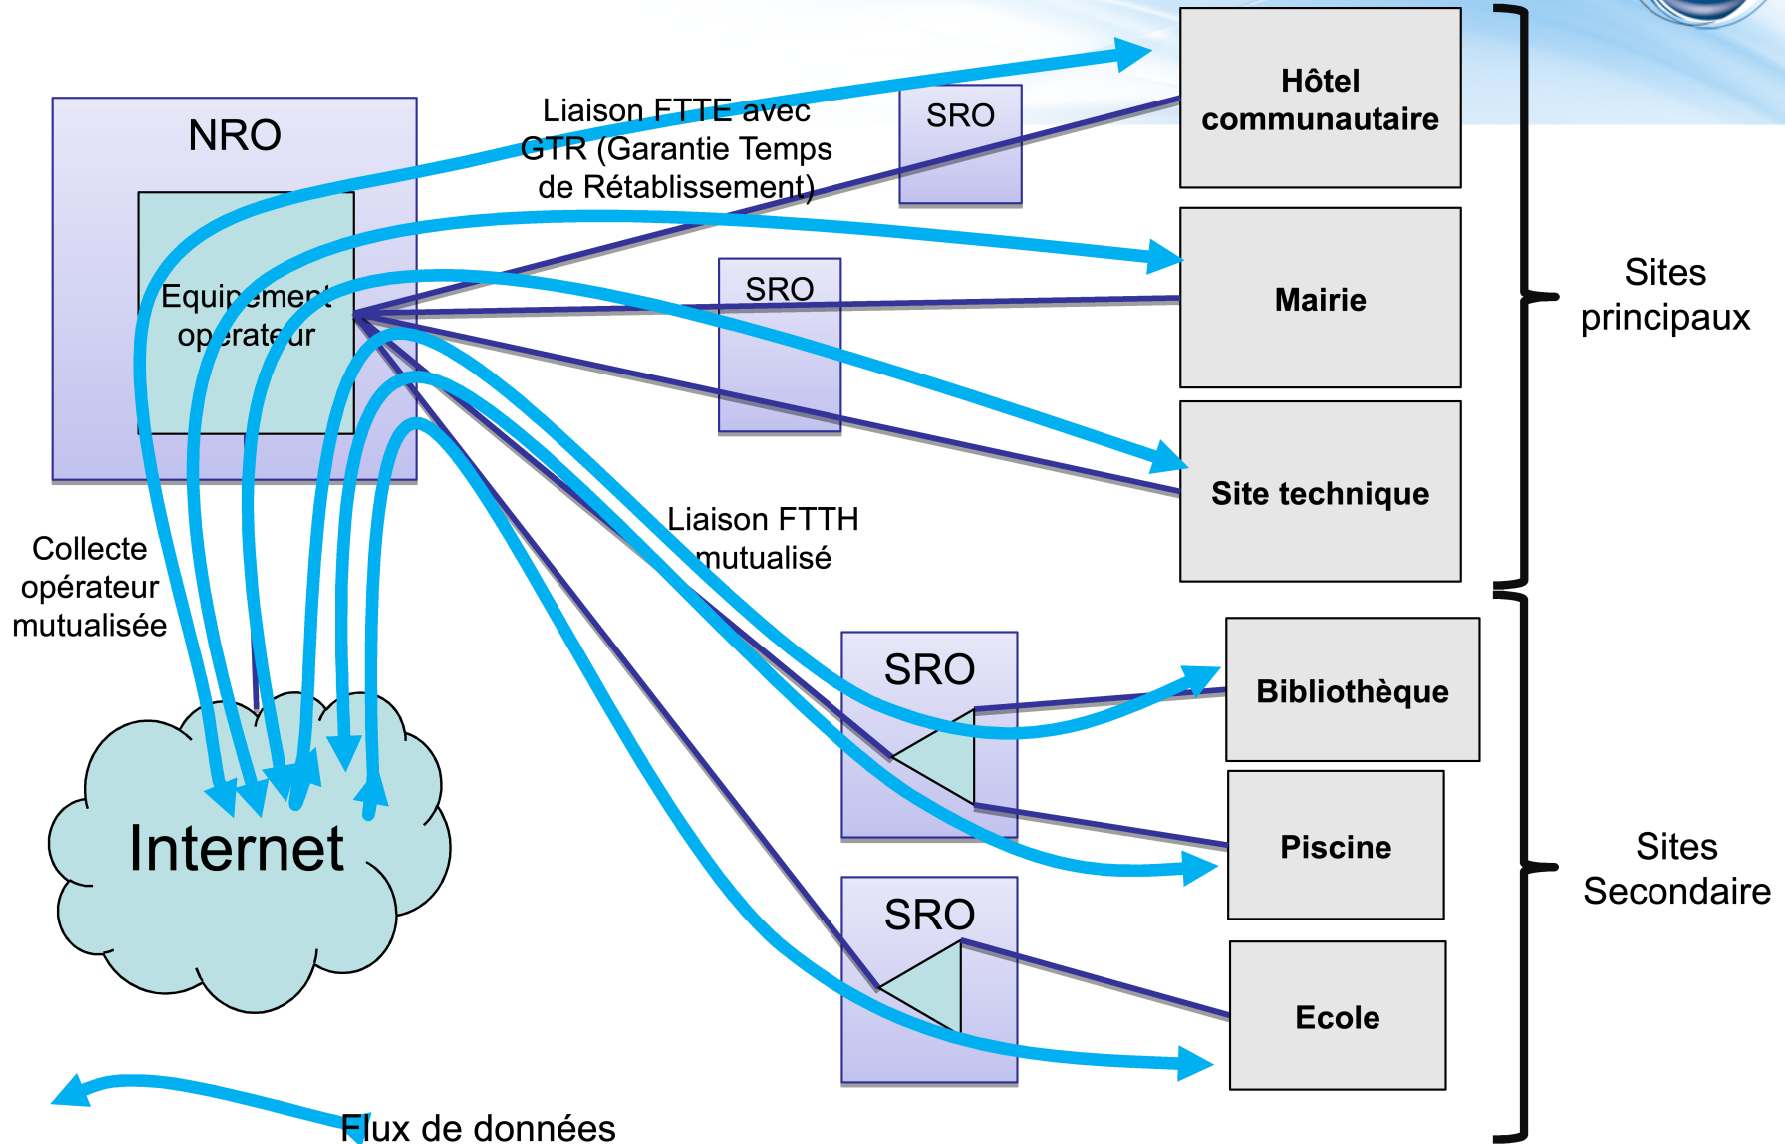 NRO
Equipement
opérateur
Liaison FTTE avec
GTR (Garantie Temps
de Rétablissement)
SRO
SRO
Hôtel
communautaire
Mairie
Site technique
Sites
principaux
Collecte
opérateur
mutualisée
Liaison FTTH
mutualisé
SRO
Bibliothèque
Piscine
SRO
Ecole
Sites
Secondaire
Internet
Flux de données